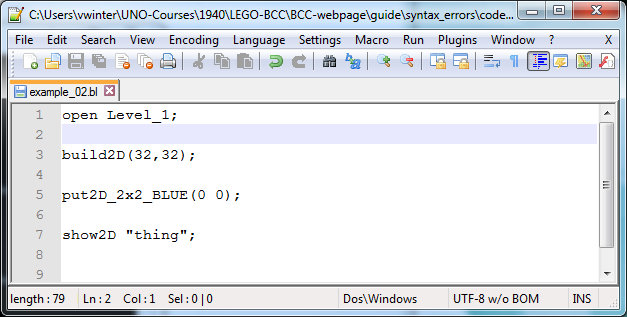 C:\Users\vwinter\UNO-Courses\1940\LEGO-BCC\BCC-webpage\guide\syntax_errors\code...
File Edit Search View Encoding Language Settings Macro Run Plugins Window ? X
example_02.bl
1 open Level_1;
2
3 build2D(32,32);
4
5 put2D_2x2_BLUE(0 0);
6
7 show2D "thing";
8
9
length : 79 Ln : 2 Col : 1 Sel : 0 | 0 Dos\Windows UTF-8 w/o BOM INS